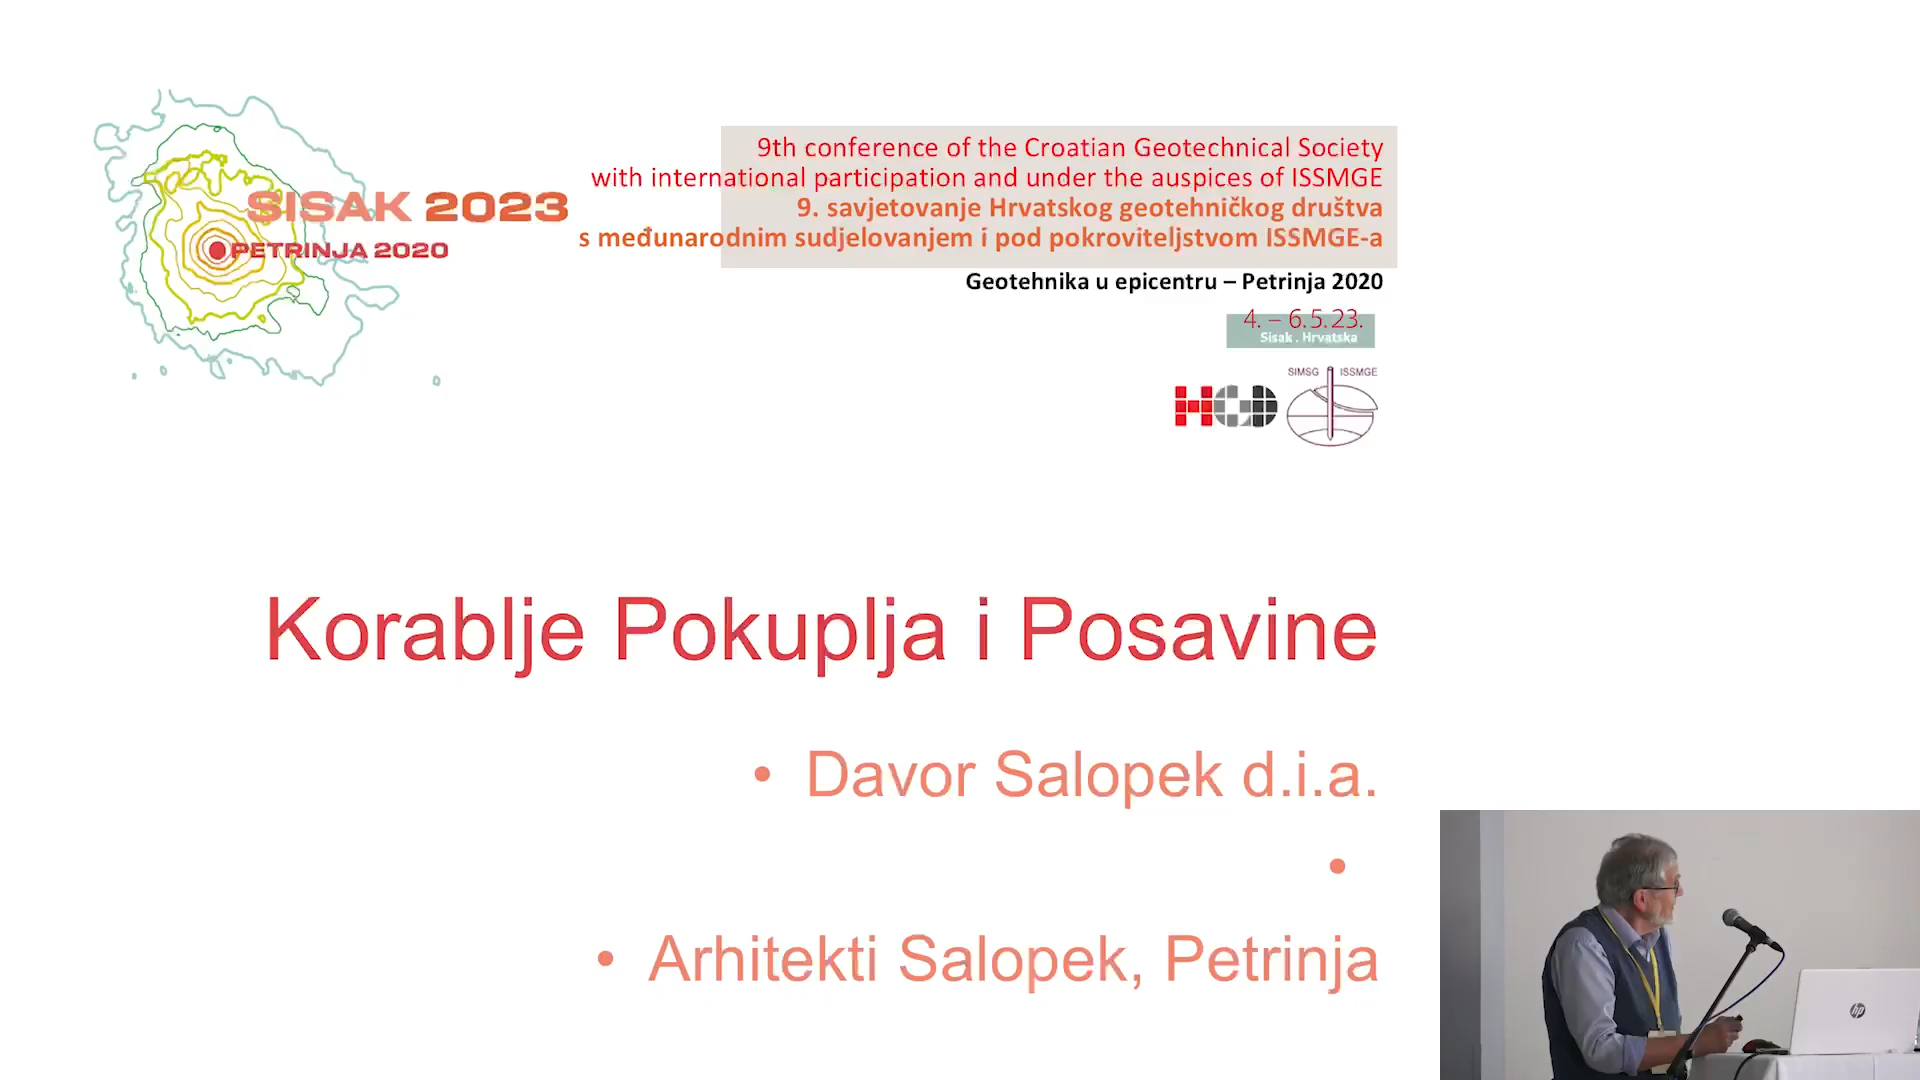 SISAK 2023
PETRINJA 2020
9th conference of the Croatian Geotechnical Society
with international participation and under the auspices of ISSMGE
9. savjetovanje Hrvatskog geotehničkog društva
s međunarodnim sudjelovanjem i pod pokroviteljstvom ISSMGE-a
Geotehnika u epicentru – Petrinja 2020
4. – 6.5.23.
Sisak . Hrvatska
HGD
SIMSG ISSMGE
Korablje Pokuplja i Posavine
• Davor Salopek d.i.a.
•
• Arhitekti Salopek, Petrinja
hp